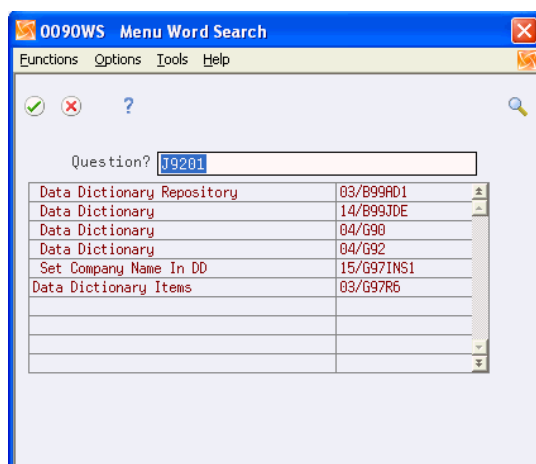 0090WS Menu Word Search
Functions Options Tools Help
?
Question? J9201
Data Dictionary Repository 03/B99AD1
Data Dictionary 14/B99JDE
Data Dictionary 04/G90
Data Dictionary 04/G92
Set Company Name In DD 15/G97INS1
Data Dictionary Items 03/G97R6